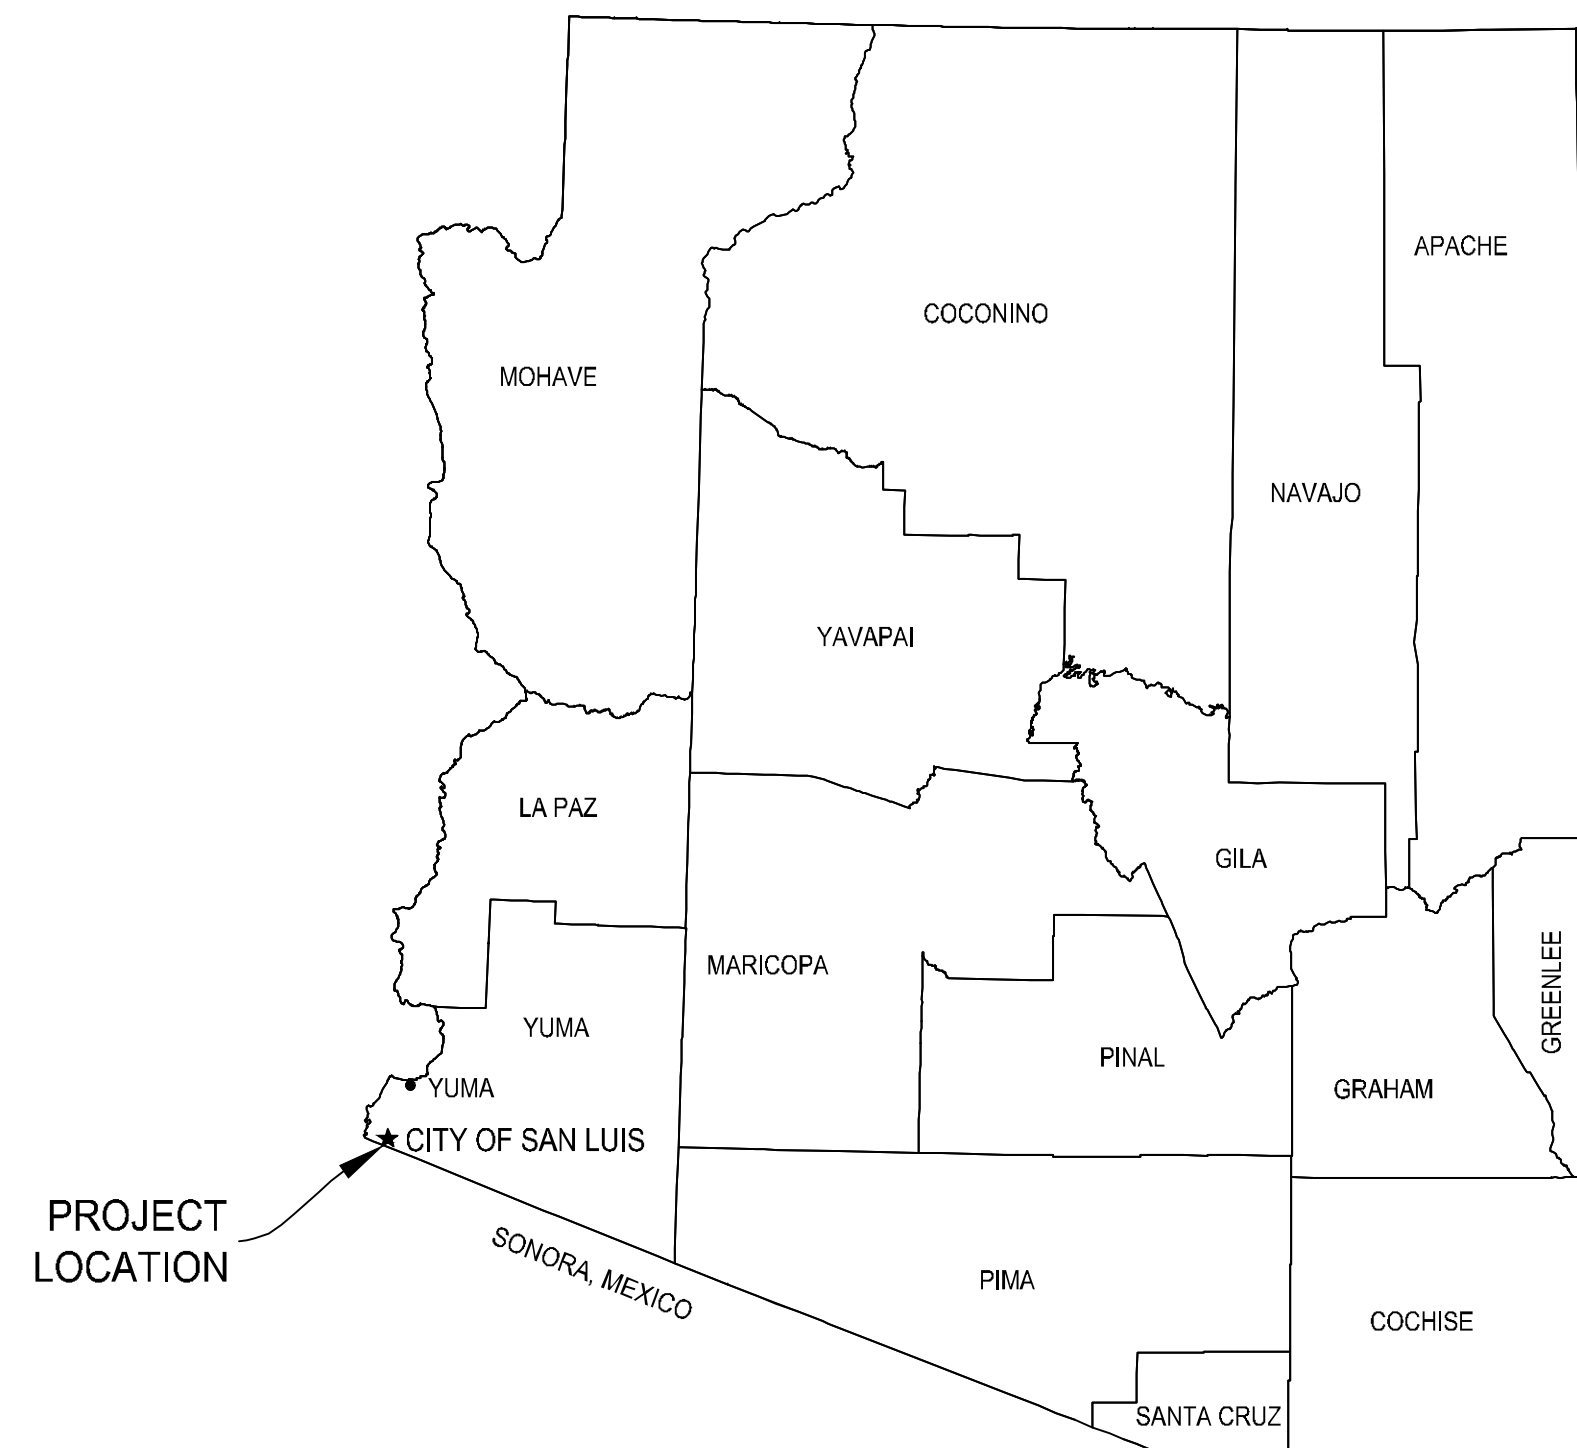 APACHE
COCONINO
MOHAVE
NAVAJO
YAVAPAI
LA PAZ
GILA
MARICOPA
GREENLEE
YUMA
PINAL
YUMA
GRAHAM
CITY OF SAN LUIS
PROJECT
LOCATION
SONORA, MEXICO
PIMA
COCHISE
SANTA CRUZ